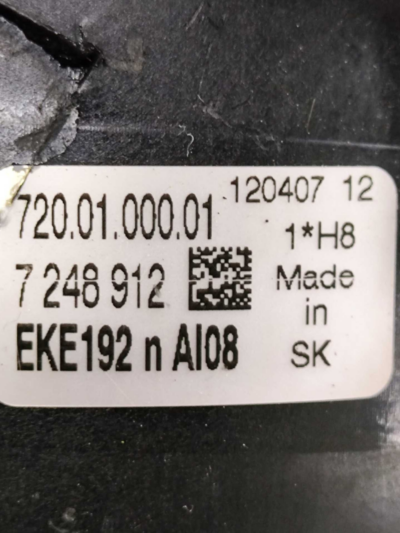 120407 12
720.01.000.01
1*H8
7 248 912
Made
in
EKE192 n AI08
SK